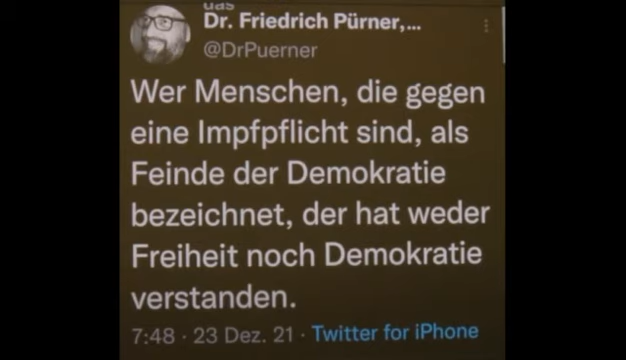 das
Dr. Friedrich Pürner,...
@DrPuerner
Wer Menschen, die gegen
eine Impfpflicht sind, als
Feinde der Demokratie
bezeichnet, der hat weder
Freiheit noch Demokratie
verstanden.
7:48 · 23 Dez. 21 · Twitter for iPhone